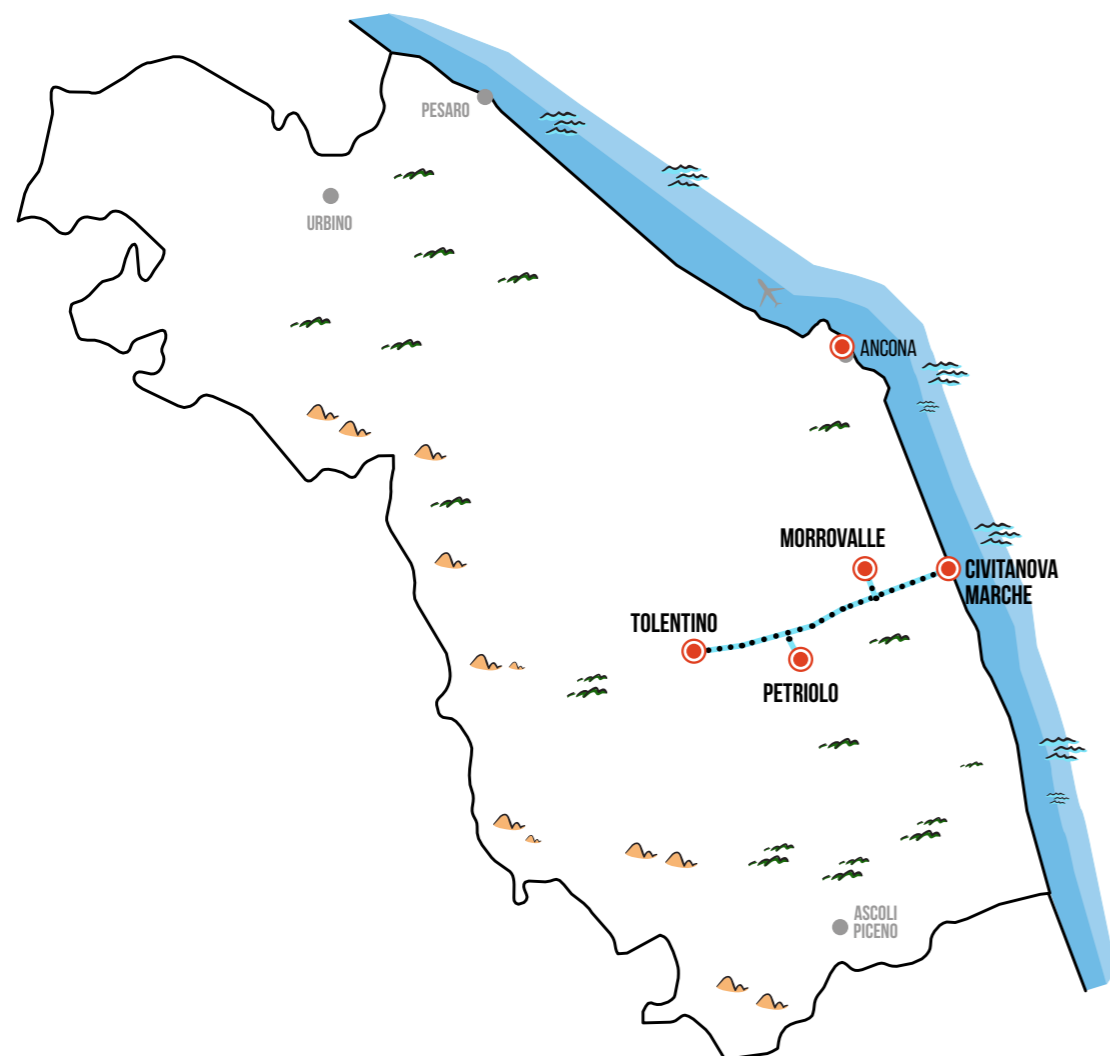 PESARO
URBINO
ANCONA
MORROVALLE
CIVITANOVA
MARCHE
TOLENTINO
PETRIOLO
ASCOLI
PICENO